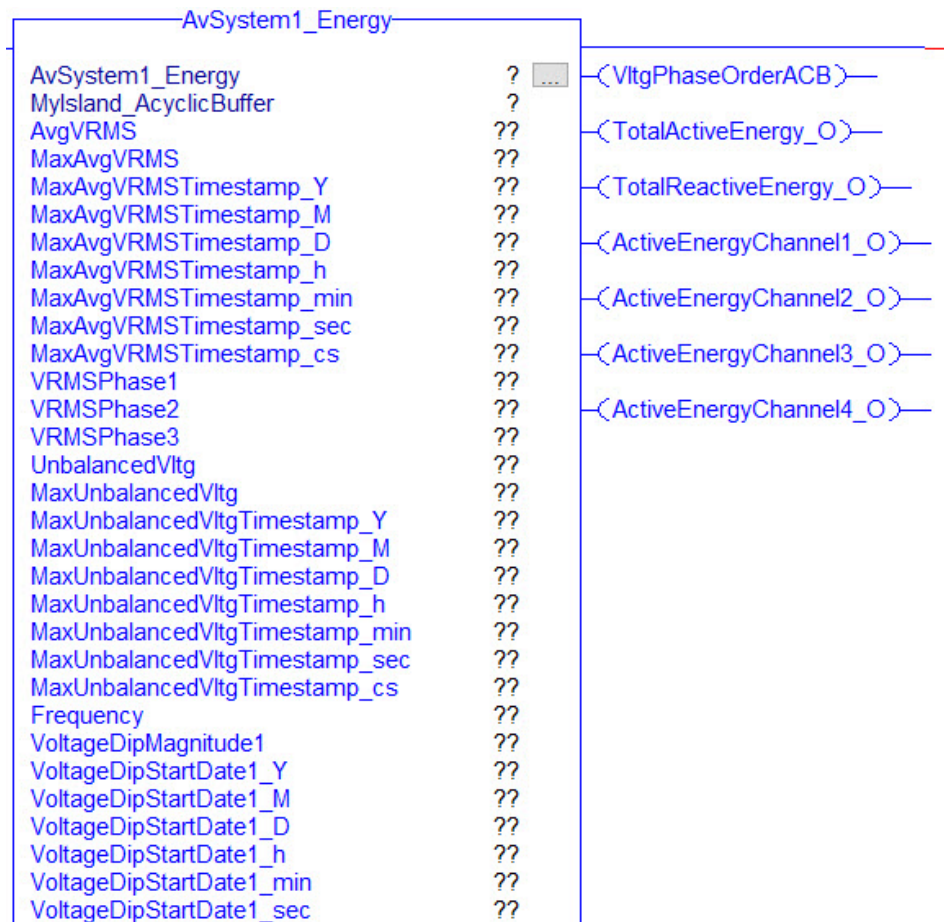 AvSystem1_Energy
AvSystem1_Energy ? ... VltgPhaseOrderACB
MyIsland_AcyclicBuffer ?
AvgVRMS ?? TotalActiveEnergy_O
MaxAvgVRMS ??
MaxAvgVRMSTimestamp_Y ?? TotalReactiveEnergy_O
MaxAvgVRMSTimestamp_M ??
MaxAvgVRMSTimestamp_D ?? ActiveEnergyChannel1_O
MaxAvgVRMSTimestamp_h ??
MaxAvgVRMSTimestamp_min ?? ActiveEnergyChannel2_O
MaxAvgVRMSTimestamp_sec ??
MaxAvgVRMSTimestamp_cs ?? ActiveEnergyChannel3_O
VRMSPhase1 ??
VRMSPhase2 ?? ActiveEnergyChannel4_O
VRMSPhase3 ??
UnbalancedVltg ??
MaxUnbalancedVltg ??
MaxUnbalancedVltgTimestamp_Y ??
MaxUnbalancedVltgTimestamp_M ??
MaxUnbalancedVltgTimestamp_D ??
MaxUnbalancedVltgTimestamp_h ??
MaxUnbalancedVltgTimestamp_min ??
MaxUnbalancedVltgTimestamp_sec ??
MaxUnbalancedVltgTimestamp_cs ??
Frequency ??
VoltageDipMagnitude1 ??
VoltageDipStartDate1_Y ??
VoltageDipStartDate1_M ??
VoltageDipStartDate1_D ??
VoltageDipStartDate1_h ??
VoltageDipStartDate1_min ??
VoltageDipStartDate1_sec ??